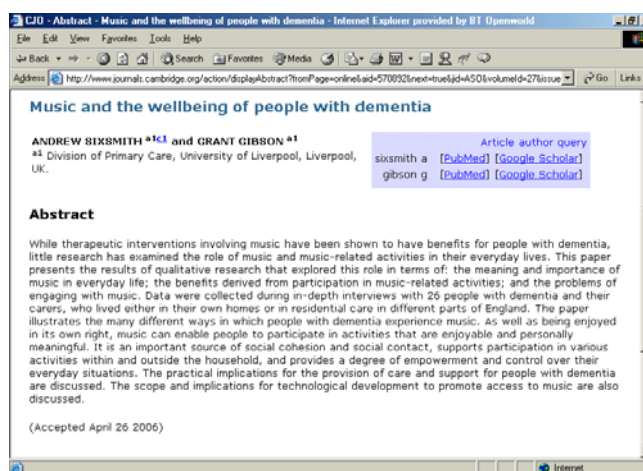 CJO - Abstract - Music and the wellbeing of people with dementia - Internet Explorer provided by BT Openworld
File Edit View Favorites Tools Help
Back Search Favorites Media
Address http://www.journals.cambridge.org/action/displayAbstract?fromPage=online&aid=570892&next=true&jid=ASO&volumeId=27&issue Go Links
Music and the wellbeing of people with dementia
ANDREW SIXSMITH a1c1 and GRANT GIBSON a1
a1 Division of Primary Care, University of Liverpool, Liverpool,
UK.
Article author query
sixsmith a [PubMed] [Google Scholar]
gibson g [PubMed] [Google Scholar]
Abstract
While therapeutic interventions involving music have been shown to have benefits for people with dementia,
little research has examined the role of music and music-related activities in their everyday lives. This paper
presents the results of qualitative research that explored this role in terms of: the meaning and importance of
music in everyday life; the benefits derived from participation in music-related activities; and the problems of
engaging with music. Data were collected during in-depth interviews with 26 people with dementia and their
carers, who lived either in their own homes or in residential care in different parts of England. The paper
illustrates the many different ways in which people with dementia experience music. As well as being enjoyed
in its own right, music can enable people to participate in activities that are enjoyable and personally
meaningful. It is an important source of social cohesion and social contact, supports participation in various
activities within and outside the household, and provides a degree of empowerment and control over their
everyday situations. The practical implications for the provision of care and support for people with dementia
are discussed. The scope and implications for technological development to promote access to music are also
discussed.
(Accepted April 26 2006)
Internet